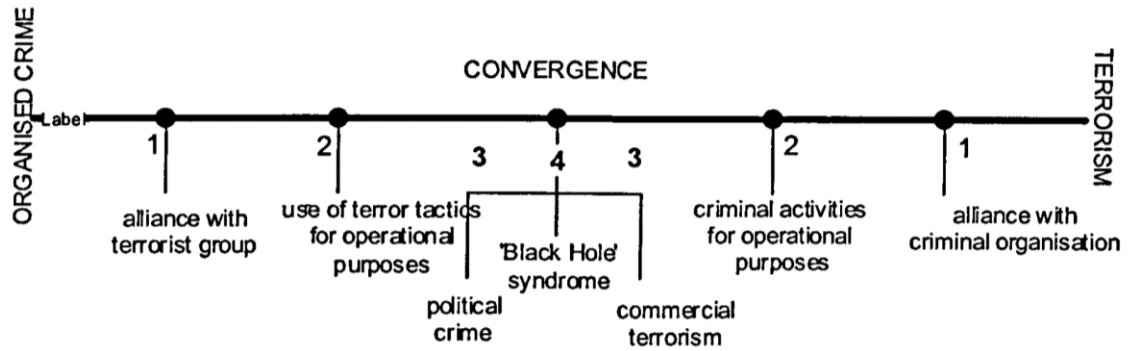 ORGANISED CRIME
CONVERGENCE
TERRORISM
Label
1
2
3
4
3
2
1
alliance with
terrorist group
use of terror tactics
for operational
purposes
'Black Hole'
syndrome
criminal activities
for operational
purposes
alliance with
criminal organisation
political
crime
commercial
terrorism